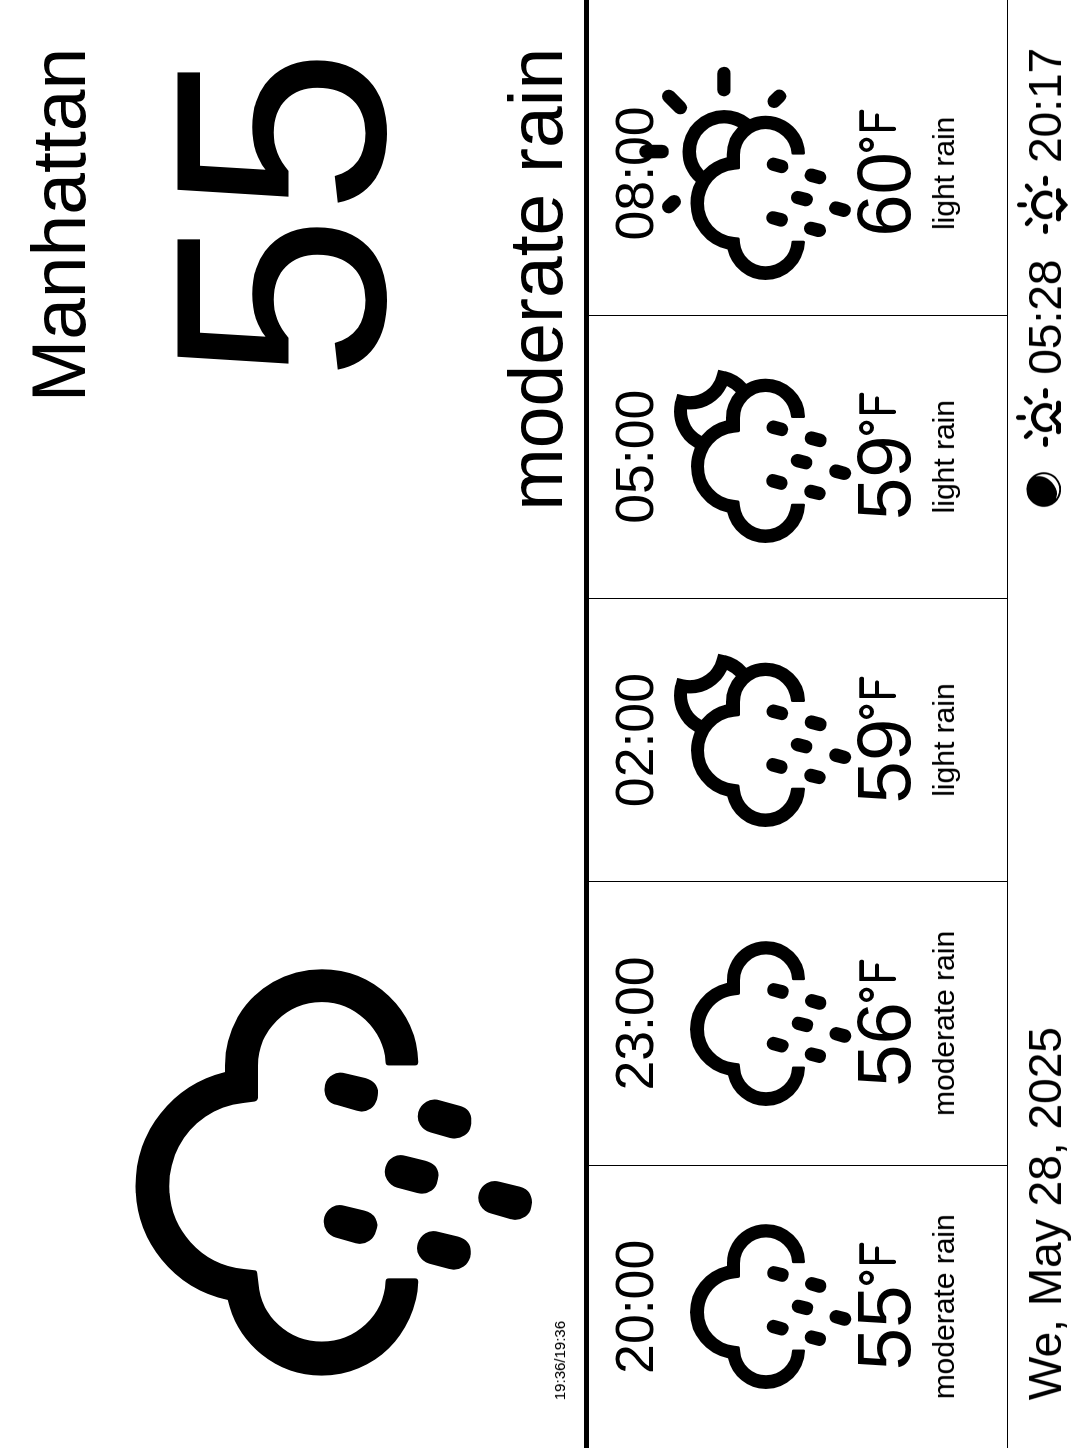 Manhattan
55
moderate rain
19:36/19:36
20:00
55°F
moderate rain
23:00
56°F
moderate rain
02:00
59°F
light rain
05:00
59°F
light rain
08:00
60°F
light rain
We, May 28, 2025
05:28
20:17